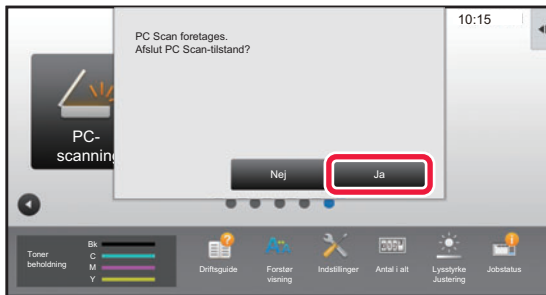 10:15
PC Scan foretages.
Afslut PC Scan-tilstand?
PC-
scanning
Nej
Ja
Toner
beholdning
Bk
C
M
Y
Driftsguide
Forstør
visning
Indstillinger
Antal i alt
Lysstyrke
Justering
Jobstatus